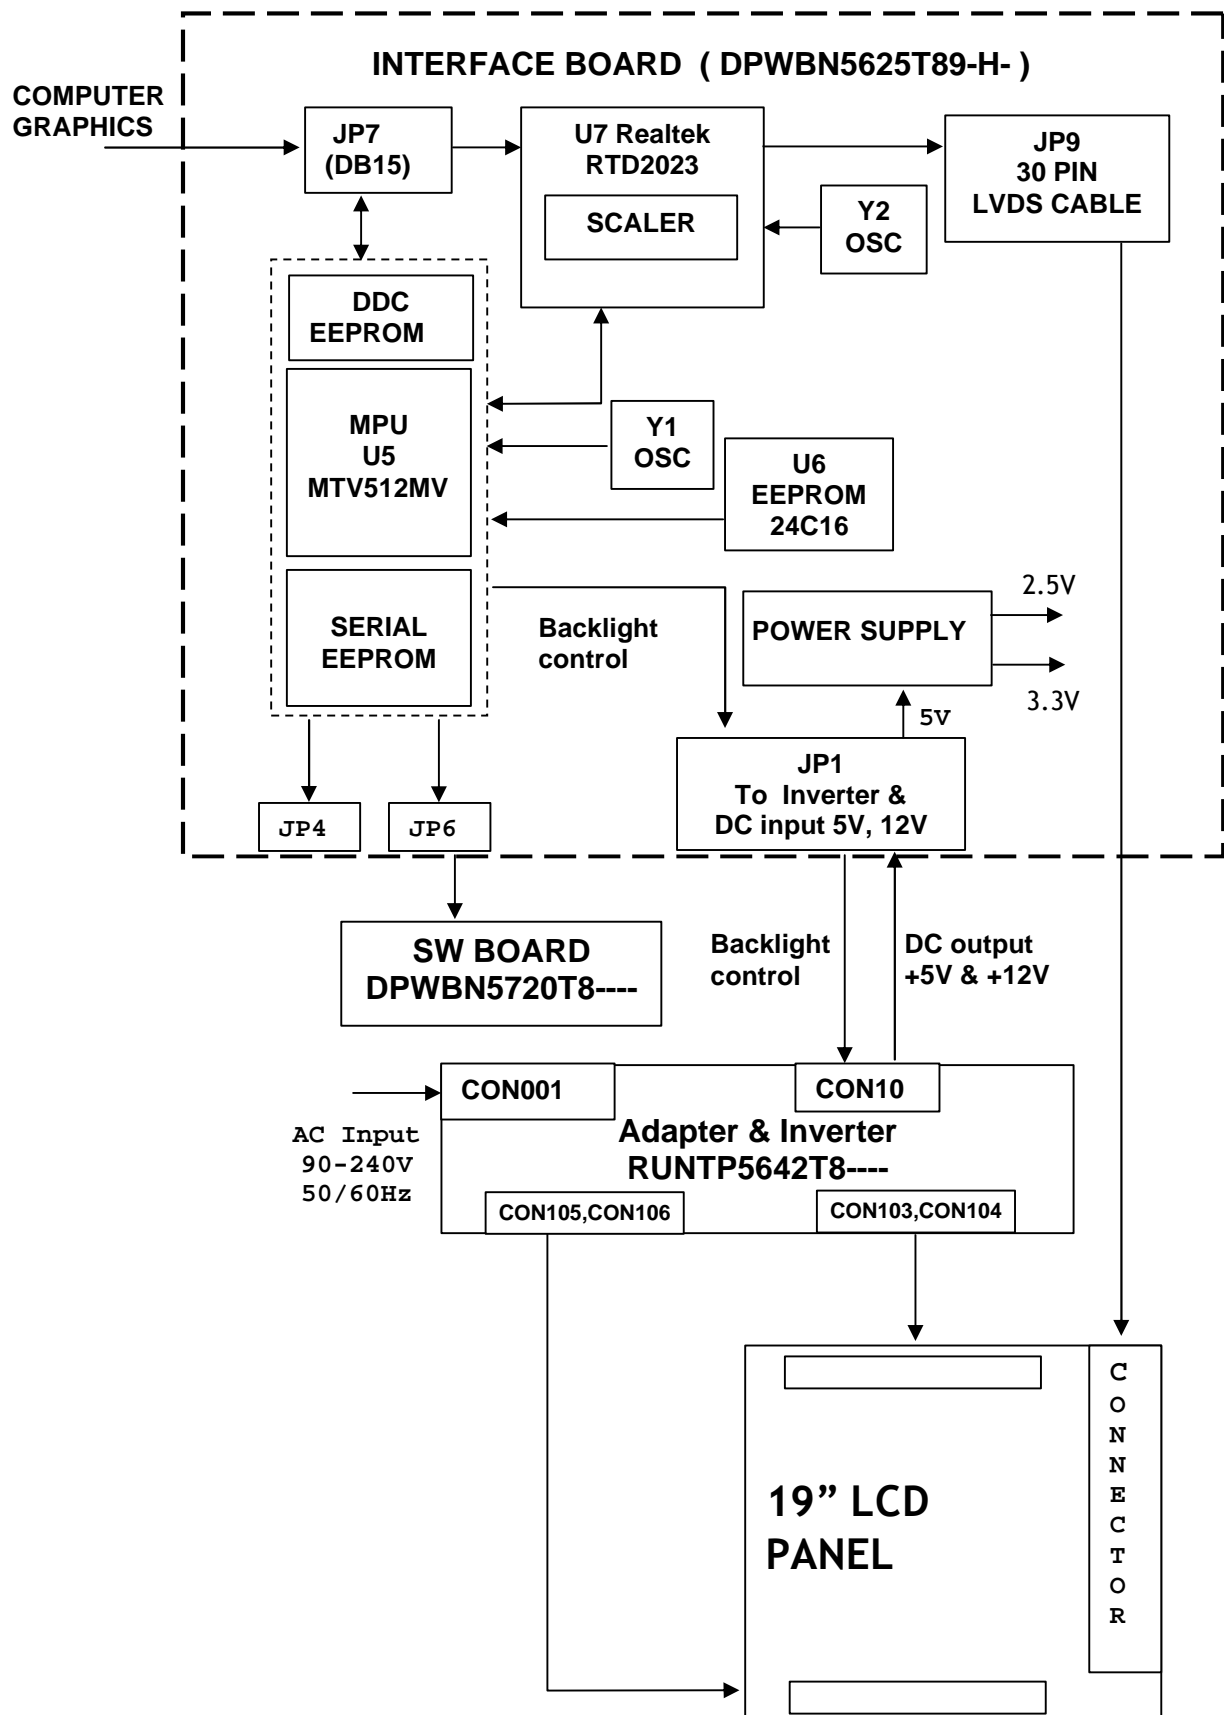 INTERFACE BOARD ( DPWBN5625T89-H- )
COMPUTER
GRAPHICS
JP7
(DB15)
U7 Realtek
RTD2023
SCALER
Y2
OSC
JP9
30 PIN
LVDS CABLE
DDC
EEPROM
MPU
U5
MTV512MV
Y1
OSC
U6
EEPROM
24C16
SERIAL
EEPROM
Backlight
control
POWER SUPPLY
2.5V
3.3V
5V
JP1
To Inverter &
DC input 5V, 12V
JP4
JP6
SW BOARD
DPWBN5720T8----
Backlight
control
DC output
+5V & +12V
CON001
CON10
AC Input
90-240V
50/60Hz
Adapter & Inverter
RUNTP5642T8----
CON105,CON106
CON103,CON104
19” LCD
PANEL
C
O
N
N
E
C
T
O
R